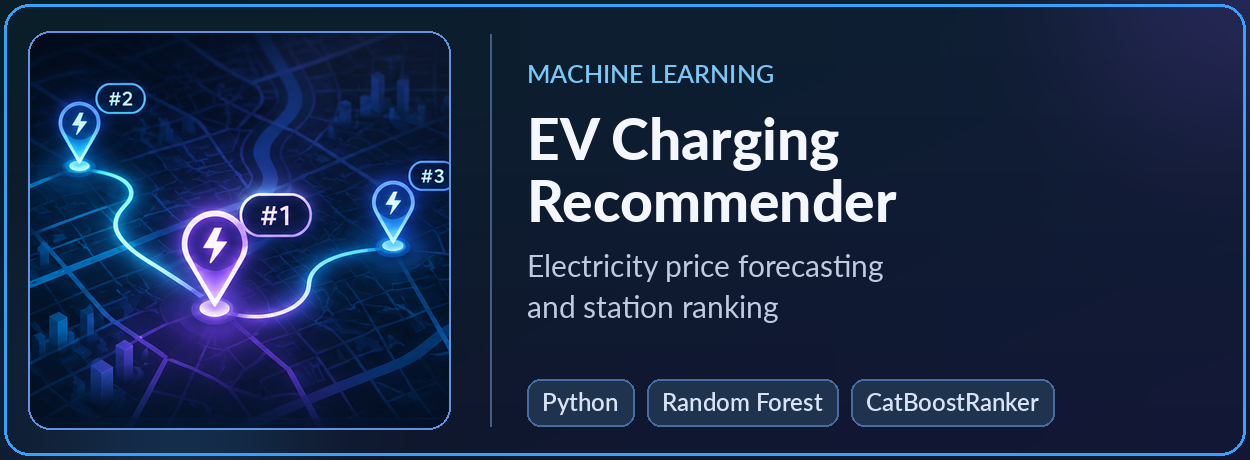 #2
#3
#1
MACHINE LEARNING
EV Charging
Recommender
Electricity price forecasting
and station ranking
Python
Random Forest
CatBoostRanker